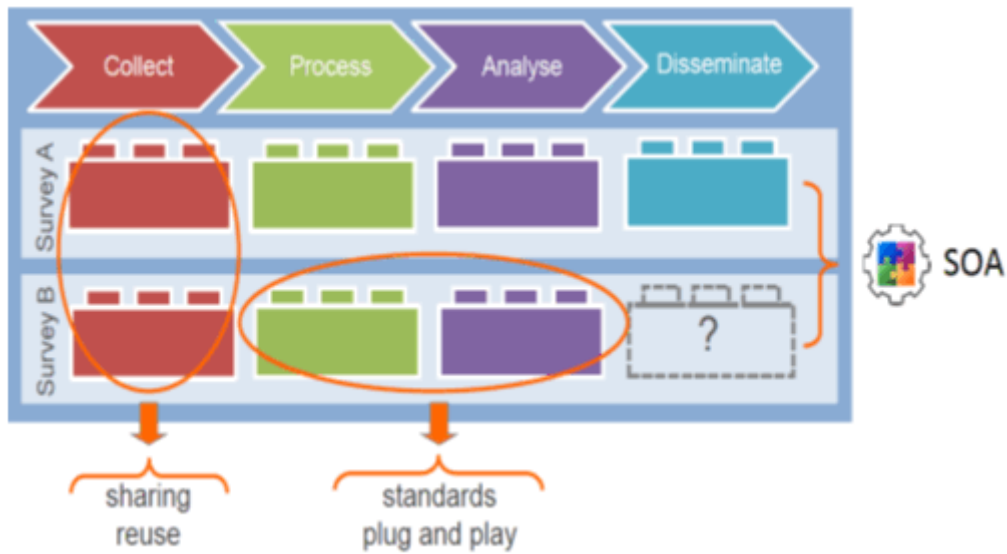 Collect
Process
Analyse
Disseminate
Survey A
Survey B
?
SOA
sharing
reuse
standards
plug and play